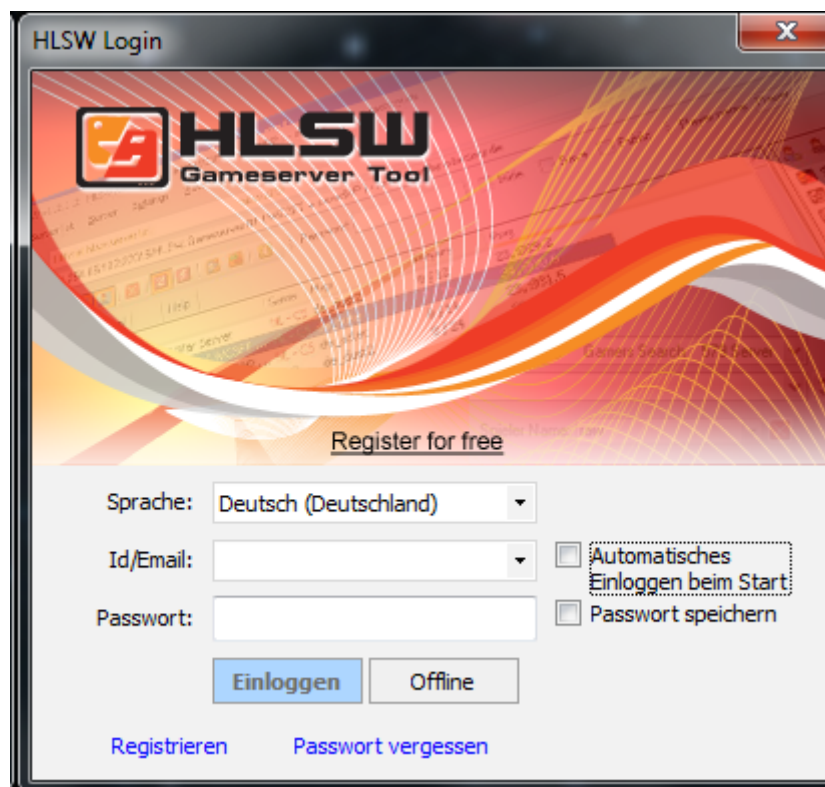 HLSW Login
HLSW
Gameserver Tool
Register for free
Sprache: Deutsch (Deutschland)
Id/Email:
Automatisches
Einloggen beim Start
Passwort:
Passwort speichern
Einloggen Offline
Registrieren Passwort vergessen